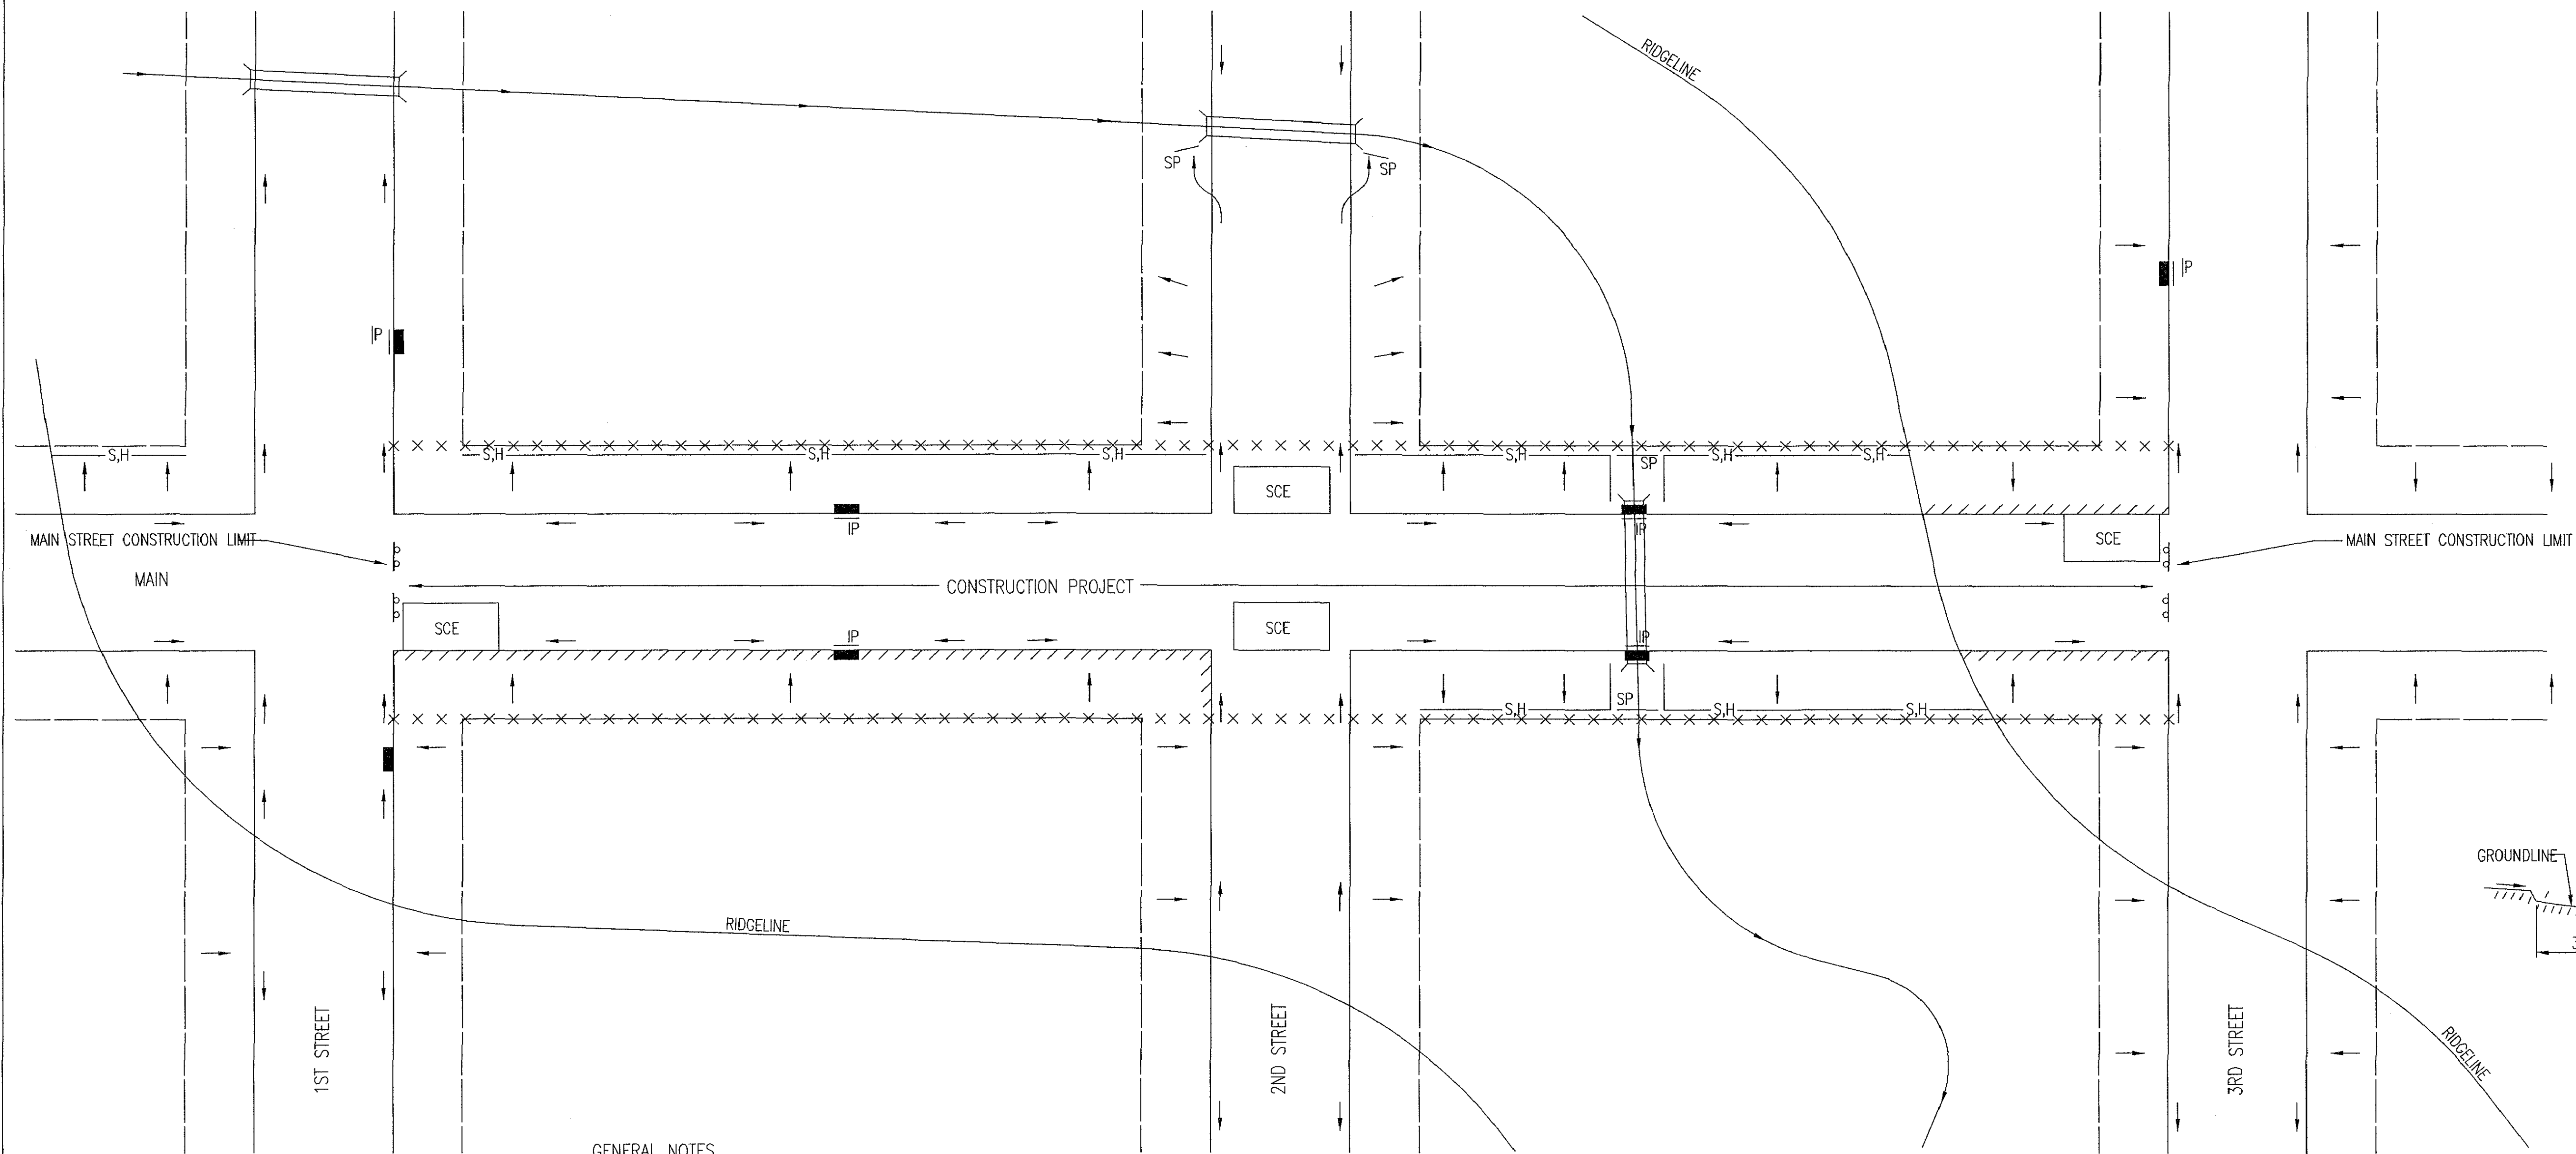 RIDGELINE
SP
SP
IP
IP
S,H
S,H
S,H
S,H
S,H
SP
S,H
S,H
SCE
IP
IP
SCE
MAIN STREET CONSTRUCTION LIMIT
MAIN STREET CONSTRUCTION LIMIT
MAIN
CONSTRUCTION PROJECT
SCE
SCE
IP
IP
S,H
SP
S,H
S,H
GROUNDLINE
RIDGELINE
1ST STREET
2ND STREET
3RD STREET
RIDGELINE
GENERAL NOTES